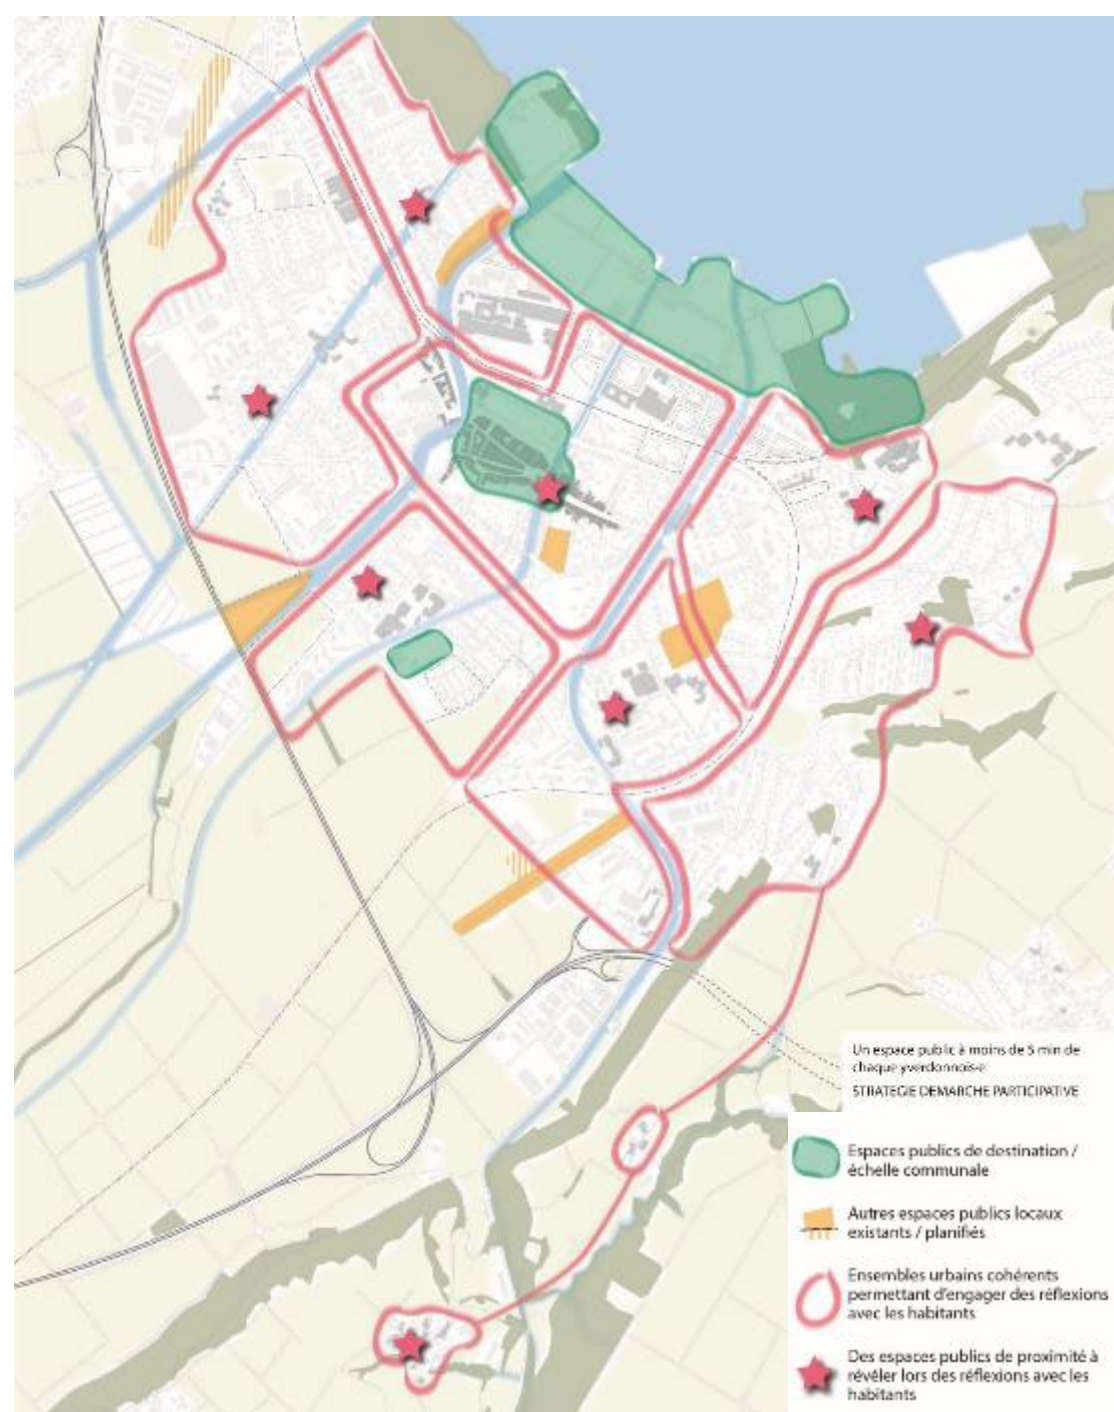 Un espace public à moins de 5 min de
chaque yverdonnois-e
STRATEGIE DEMARCHE PARTICIPATIVE
Espaces publics de destination /
échelle communale
Autres espaces publics locaux
existants / planifiés
Ensembles urbains cohérents
permettant d'engager des réflexions
avec les habitants
Des espaces publics de proximité à
révéler lors des réflexions avec les
habitants